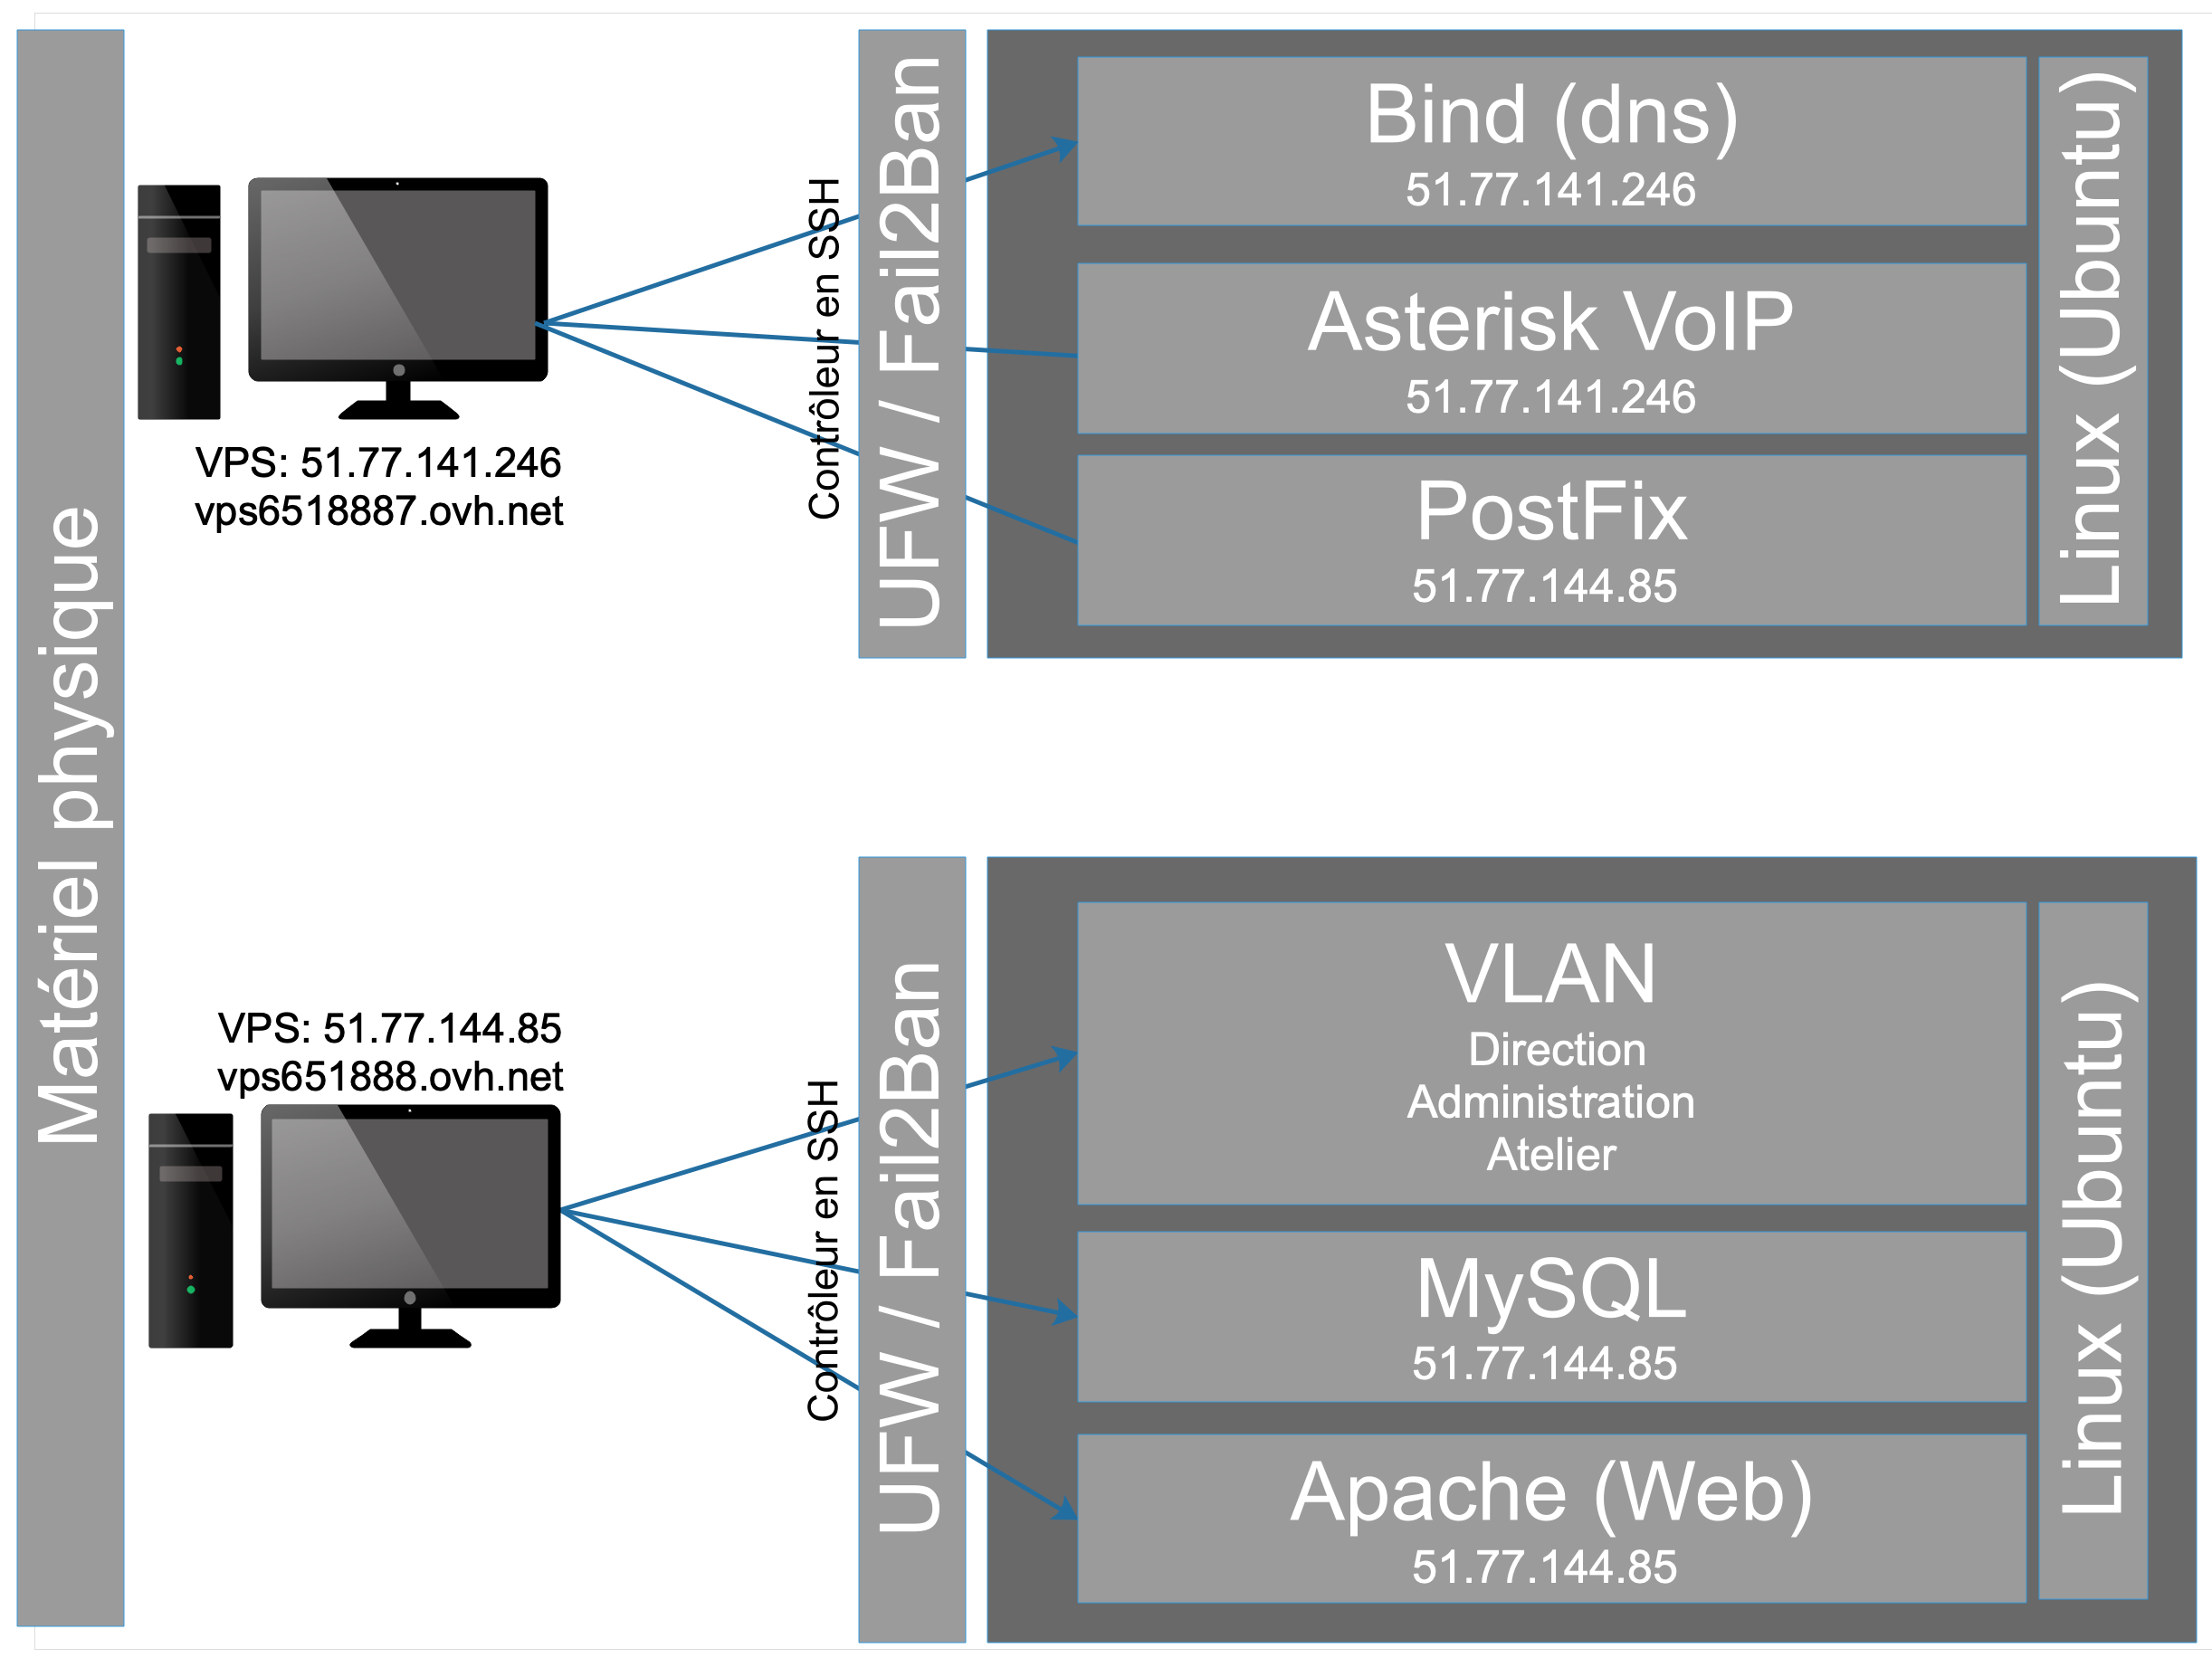 Matériel physique
VPS: 51.77.141.246
vps6518887.ovh.net
Contrôleur en SSH
UFW / Fail2Ban
Bind (dns)
51.77.141.246
Asterisk VoIP
51.77.141.246
PostFix
51.77.144.85
Linux (Ubuntu)
VPS: 51.77.144.85
vps651888.ovh.net
Contrôleur en SSH
UFW / Fail2Ban
VLAN
Direction
Administration
Atelier
MySQL
51.77.144.85
Apache (Web)
51.77.144.85
Linux (Ubuntu)